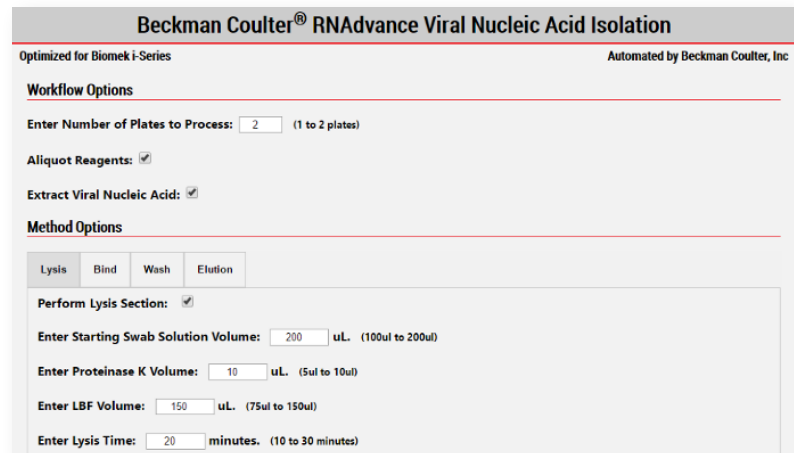 Beckman Coulter® RNAdvance Viral Nucleic Acid Isolation
Optimized for Biomek i-Series Automated by Beckman Coulter, Inc
Workflow Options
Enter Number of Plates to Process: 2 (1 to 2 plates)
Aliquot Reagents:
Extract Viral Nucleic Acid:
Method Options
Lysis Bind Wash Elution
Perform Lysis Section:
Enter Starting Swab Solution Volume: 200 uL. (100ul to 200ul)
Enter Proteinase K Volume: 10 uL. (5ul to 10ul)
Enter LBF Volume: 150 uL. (75ul to 150ul)
Enter Lysis Time: 20 minutes. (10 to 30 minutes)